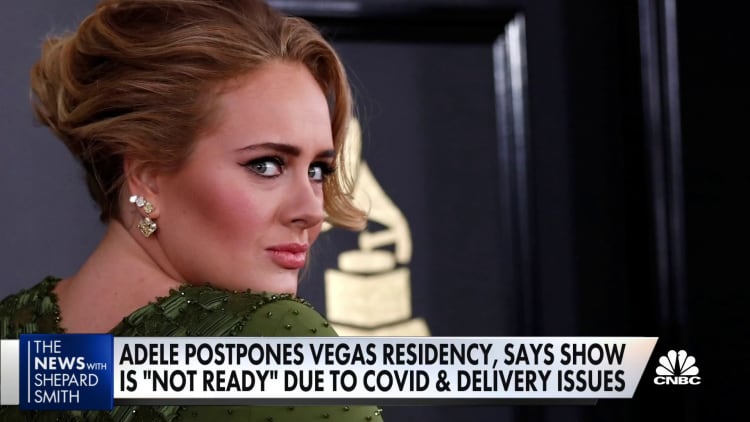 THE
NEWS WITH
SHEPARD
SMITH
ADELE POSTPONES VEGAS RESIDENCY, SAYS SHOW
IS "NOT READY" DUE TO COVID & DELIVERY ISSUES
CNBC